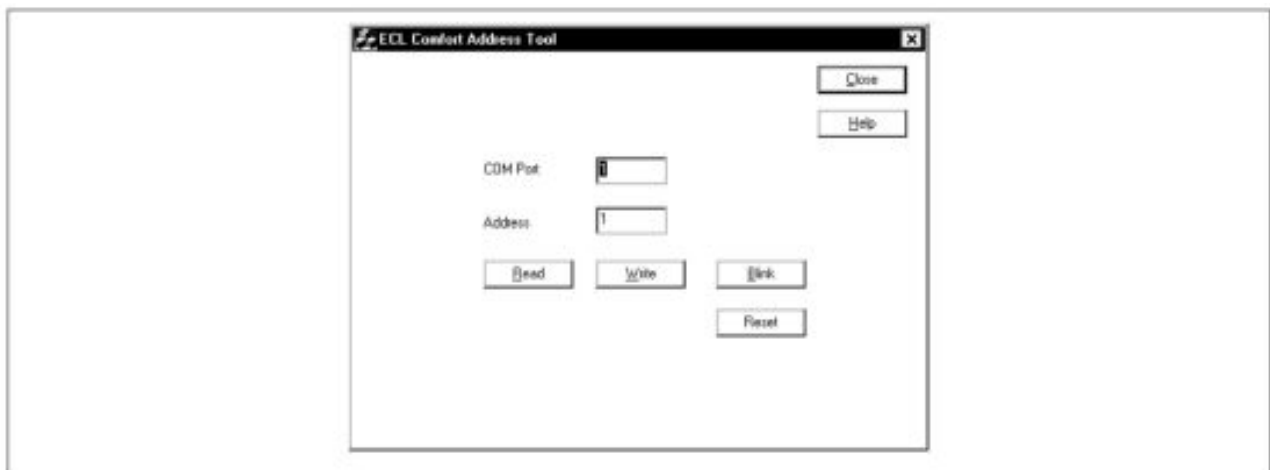 ECL Comfort Address Tool
Close
Help
COM Port 1
Address 1
Read Write Blink
Reset